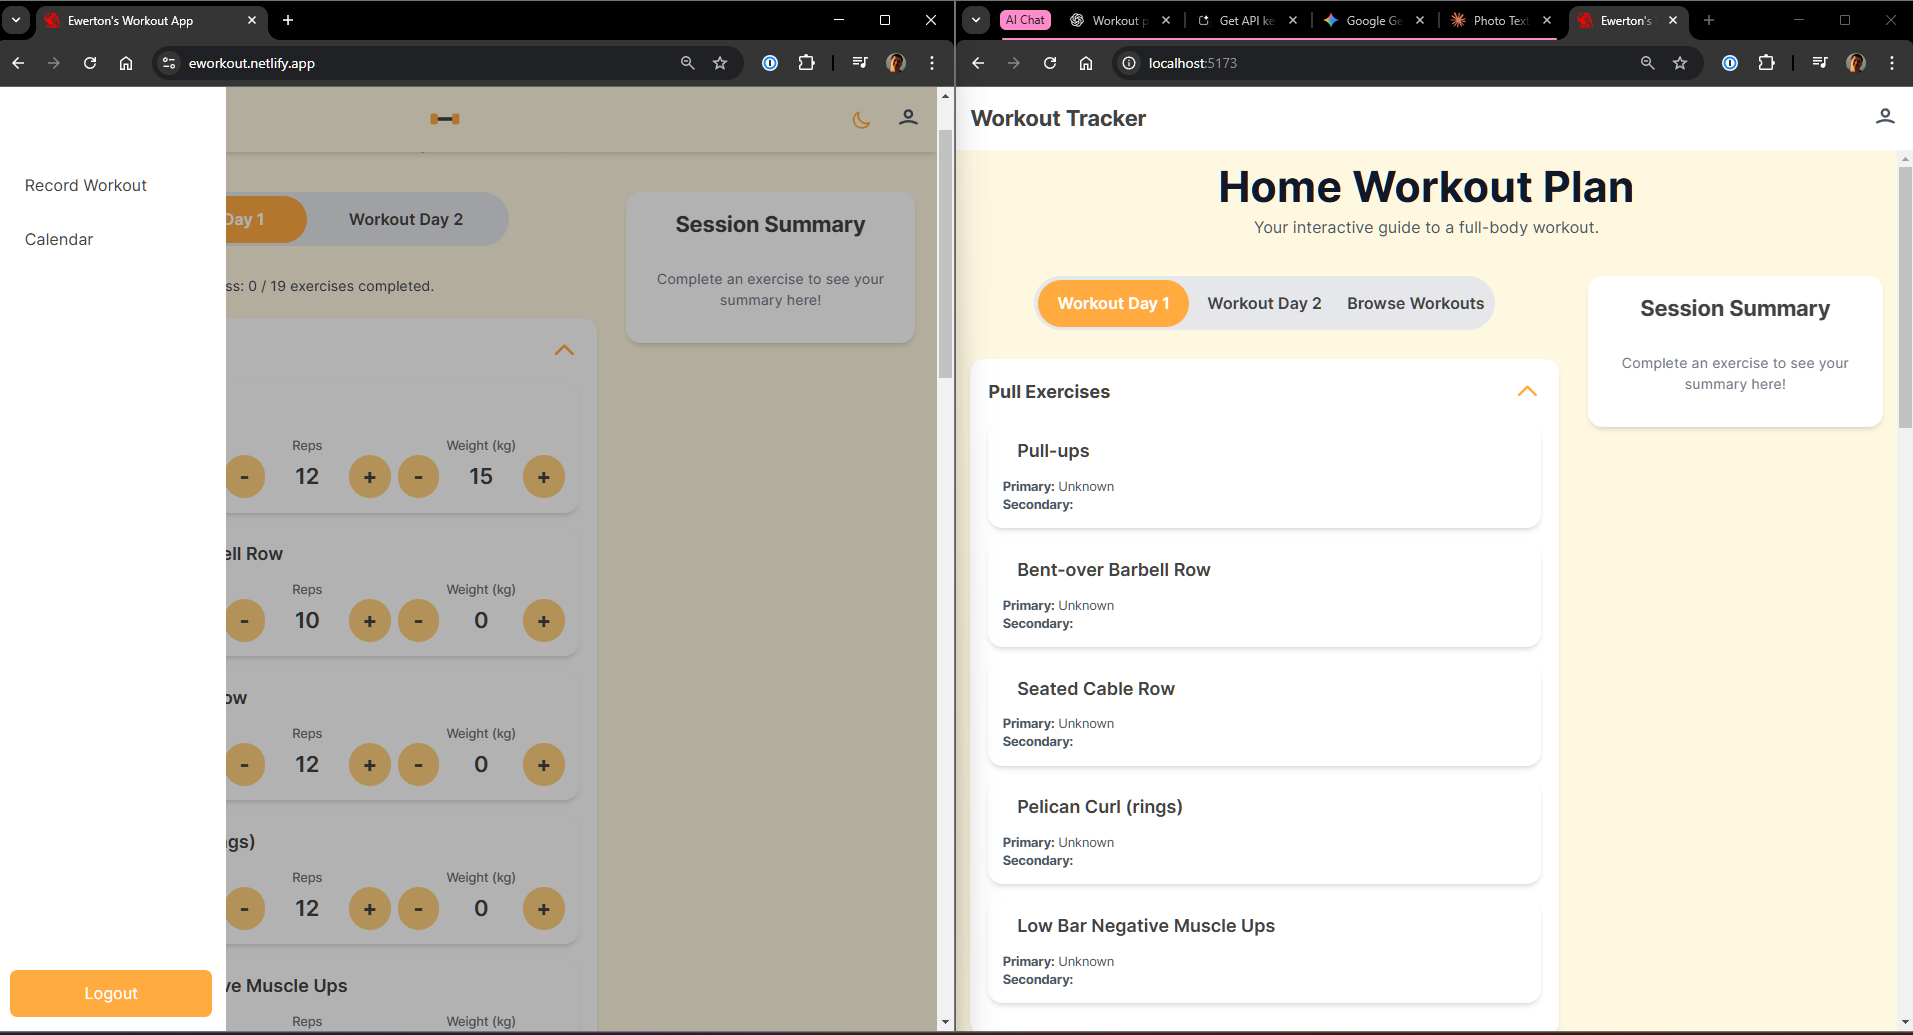 Ewerton's Workout App
eworkout.netlify.app
Record Workout
Calendar
Logout
Day 1
Workout Day 2
ss: 0 / 19 exercises completed.
Session Summary
Complete an exercise to see your
summary here!
Reps
Weight (kg)
- 12 + - 15 +
ell Row
Reps
Weight (kg)
- 10 + - 0 +
ow
Reps
Weight (kg)
- 12 + - 0 +
ngs)
Reps
Weight (kg)
- 12 + - 0 +
ve Muscle Ups
Reps
Weight (kg)
AI Chat
Workout p
Get API ke
Google Ge
Photo Text
Ewerton's
localhost:5173
Workout Tracker
Home Workout Plan
Your interactive guide to a full-body workout.
Workout Day 1
Workout Day 2
Browse Workouts
Session Summary
Complete an exercise to see your
summary here!
Pull Exercises
Pull-ups
Primary: Unknown
Secondary:
Bent-over Barbell Row
Primary: Unknown
Secondary:
Seated Cable Row
Primary: Unknown
Secondary:
Pelican Curl (rings)
Primary: Unknown
Secondary:
Low Bar Negative Muscle Ups
Primary: Unknown
Secondary: